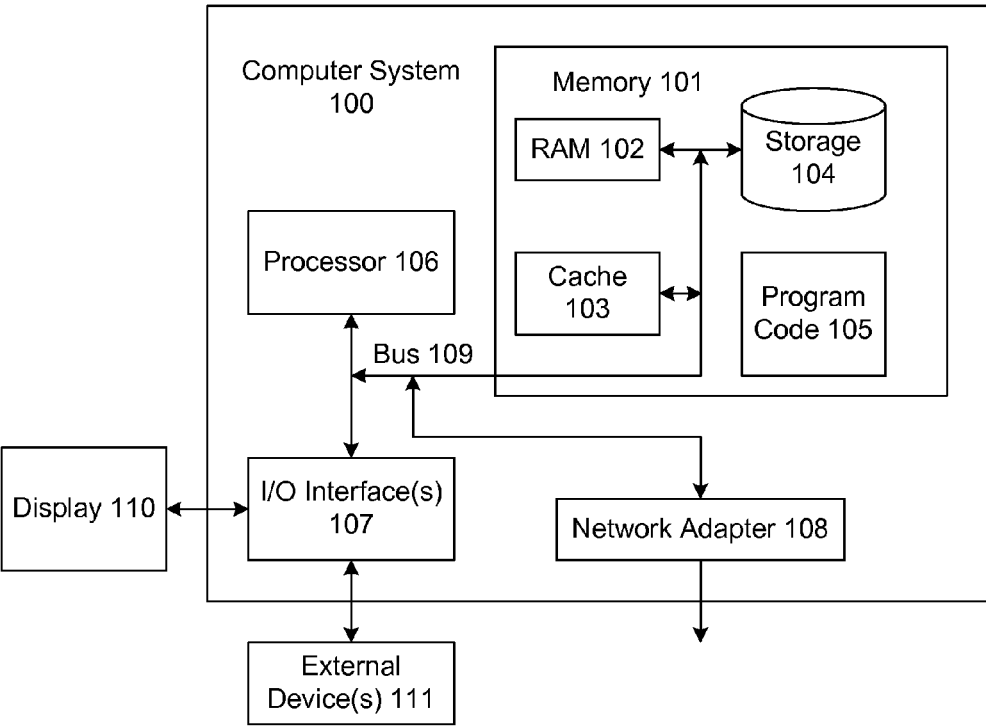 Computer System
100
Memory 101
RAM 102
Storage
104
Processor 106
Cache
103
Program
Code 105
Bus 109
Display 110
I/O Interface(s)
107
Network Adapter 108
External
Device(s) 111